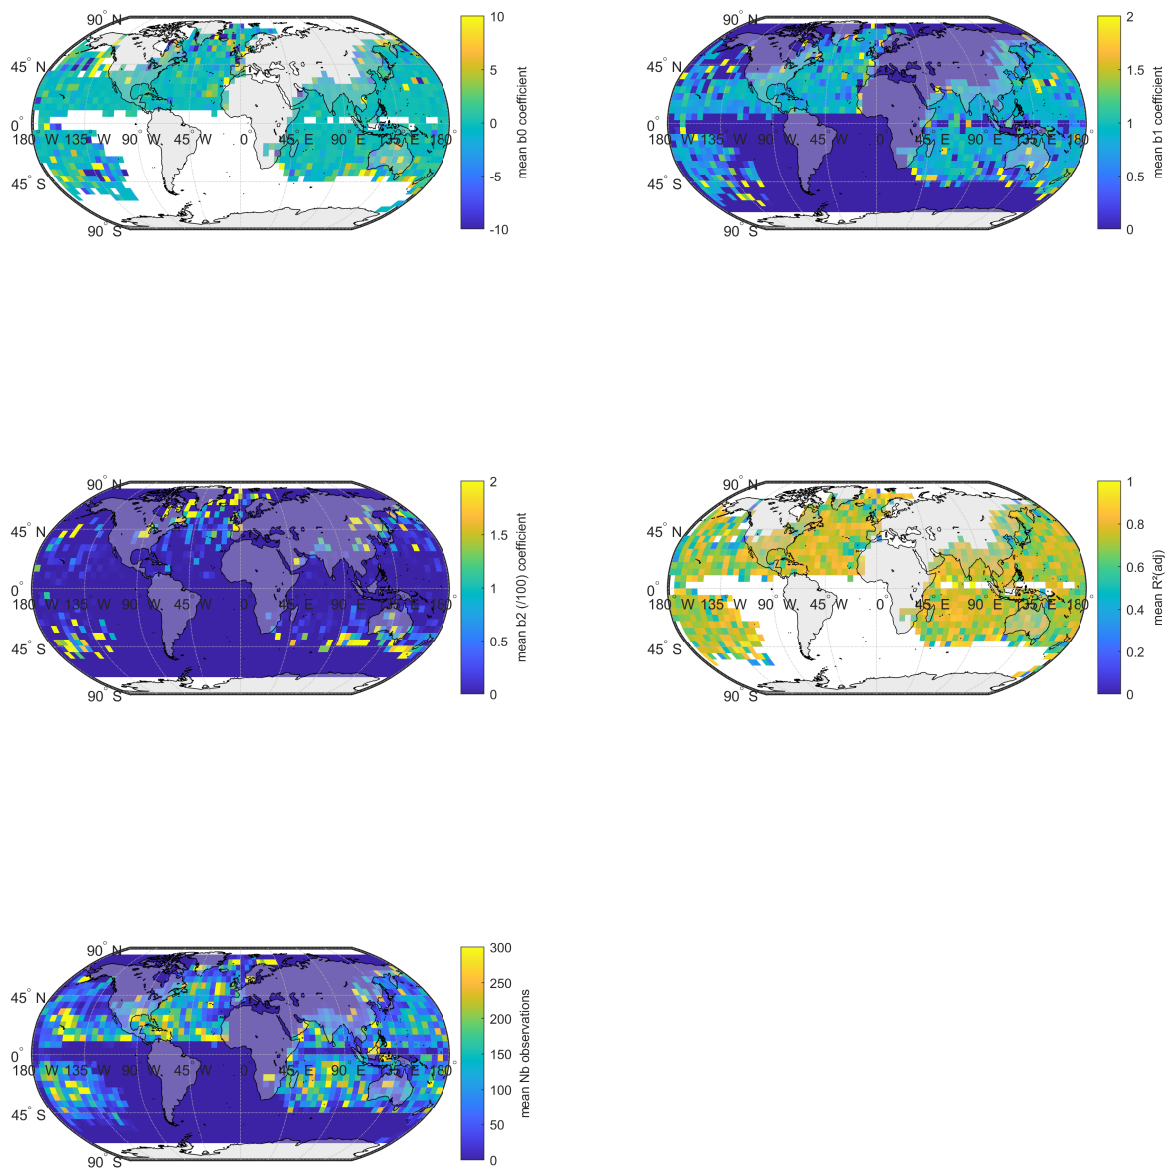 90° N
45° N
0°
180° W 135° W 90° W 45° W 0° 45° E 90° E 135° E 180°
45° S
90° S
10
5
0
-5
-10
mean b0 coefficient
90° N
45° N
0°
180° W 135° W 90° W 45° W 0° 45° E 90° E 135° E 180°
45° S
90° S
2
1.5
1
0.5
0
mean b1 coefficient
90° N
45° N
0°
180° W 135° W 90° W 45° W 0° 45° E 90° E 135° E 180°
45° S
90° S
2
1.5
1
0.5
0
mean b2 (/100) coefficient
90° N
45° N
0°
180° W 135° W 90° W 45° W 0° 45° E 90° E 135° E 180°
45° S
90° S
1
0.8
0.6
0.4
0.2
0
mean R²(adj)
90° N
45° N
0°
180° W 135° W 90° W 45° W 0° 45° E 90° E 135° E 180°
45° S
90° S
300
250
200
150
100
50
0
mean Nb observations